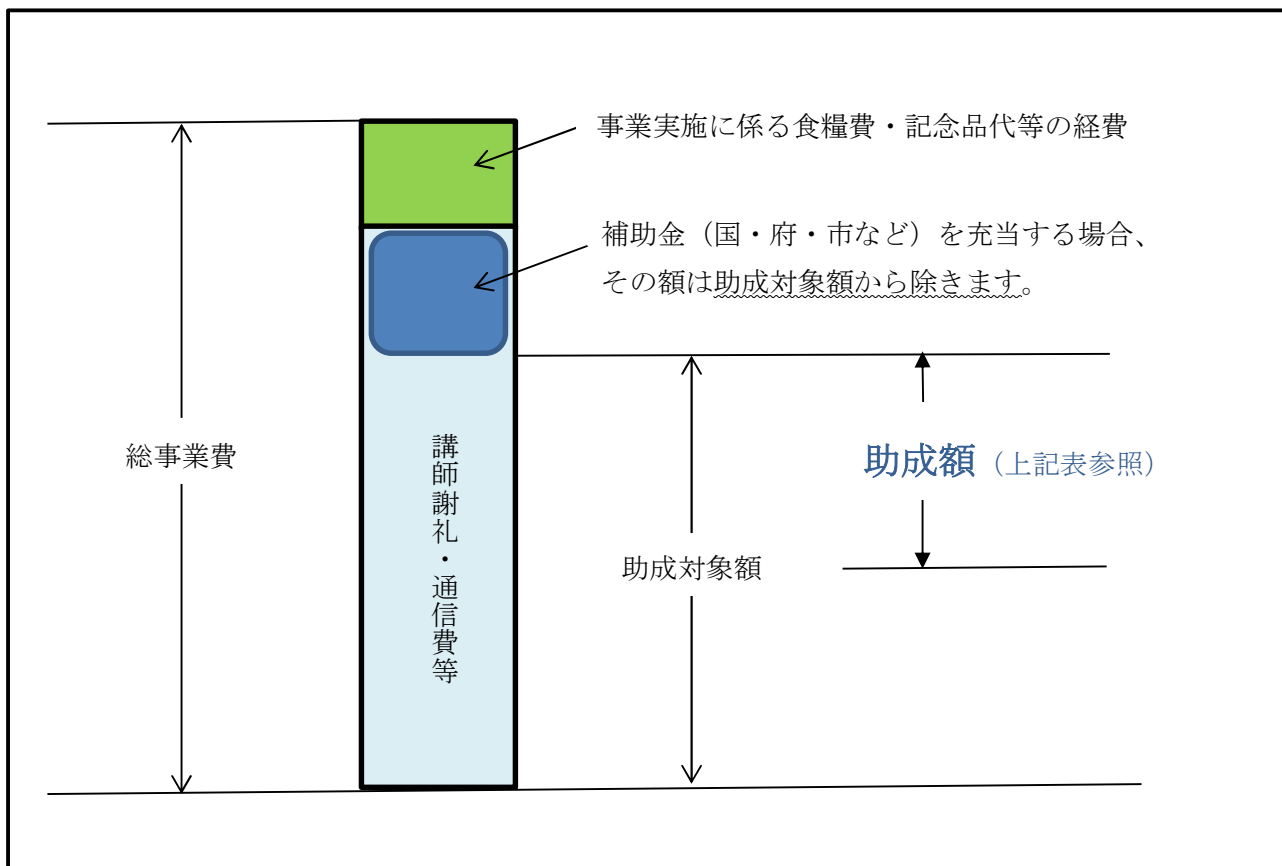 事業実施に係る食糧費・記念品代等の経費
補助金（国・府・市など）を充当する場合、
その額は助成対象額から除きます。
総事業費
講師謝礼・通信費等
助成対象額
助成額（上記表参照）